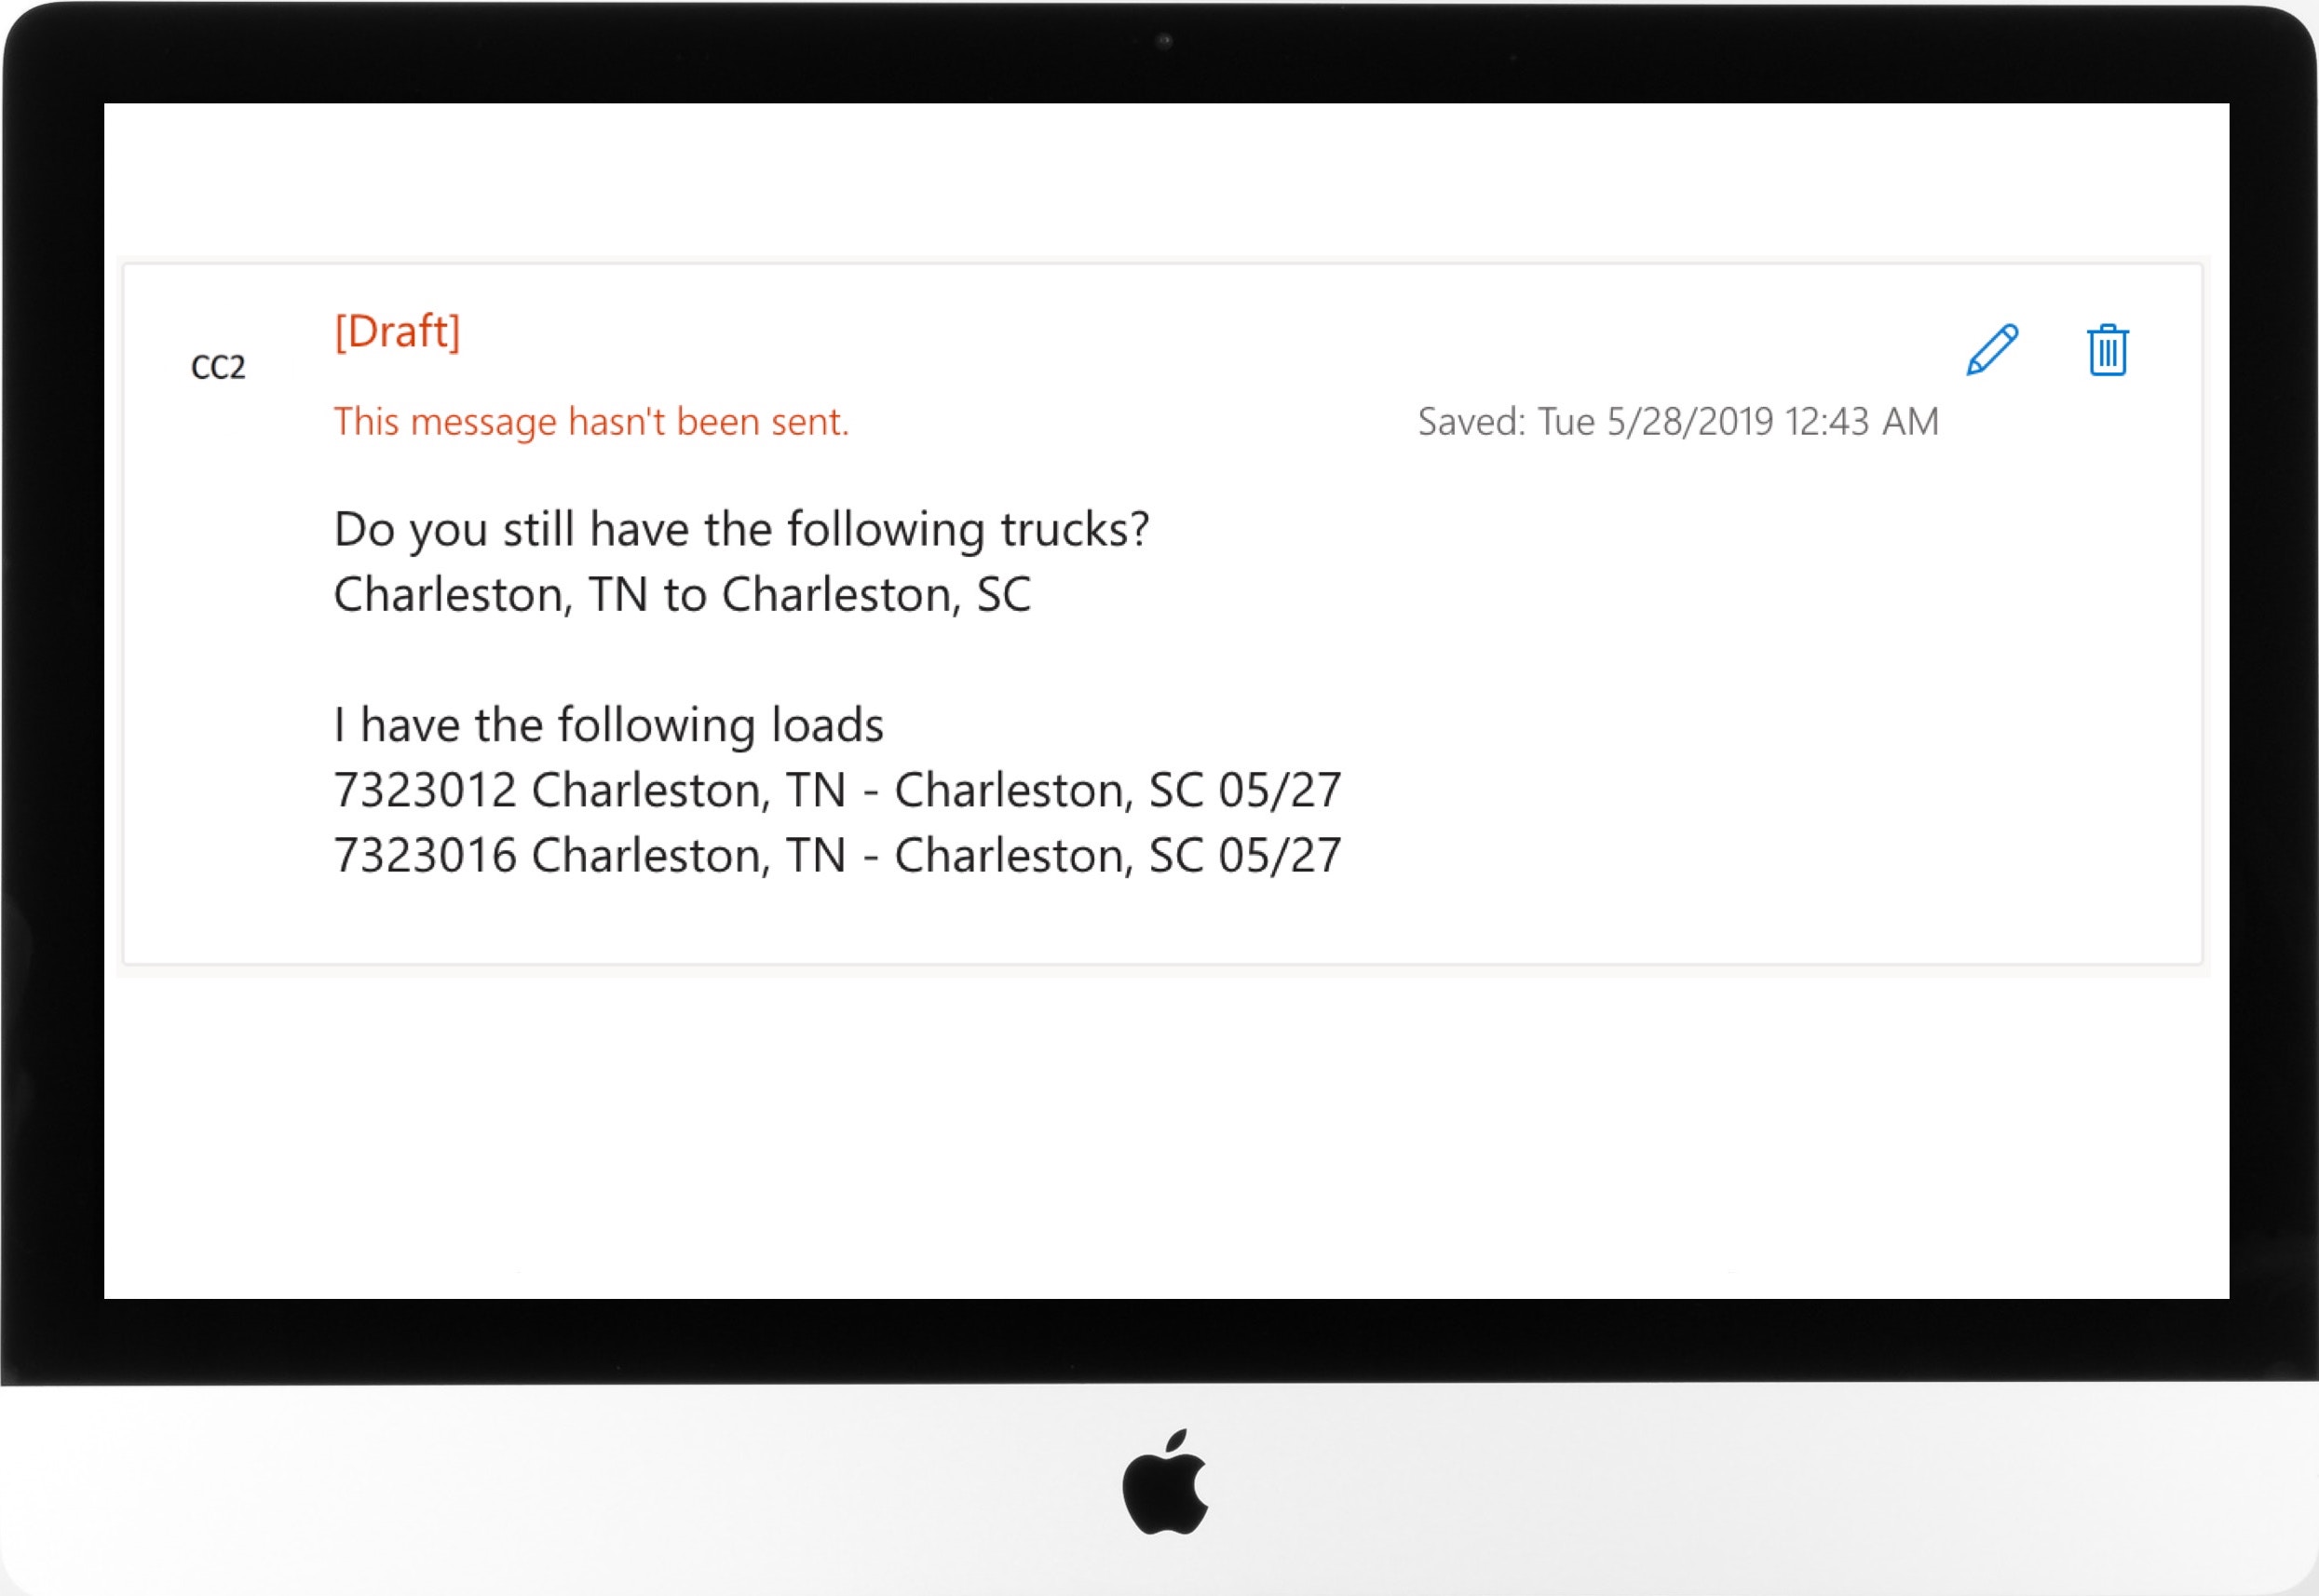 [Draft]
CC2
This message hasn't been sent.
Saved: Tue 5/28/2019 12:43 AM
Do you still have the following trucks?
Charleston, TN to Charleston, SC
I have the following loads
7323012 Charleston, TN - Charleston, SC 05/27
7323016 Charleston, TN - Charleston, SC 05/27